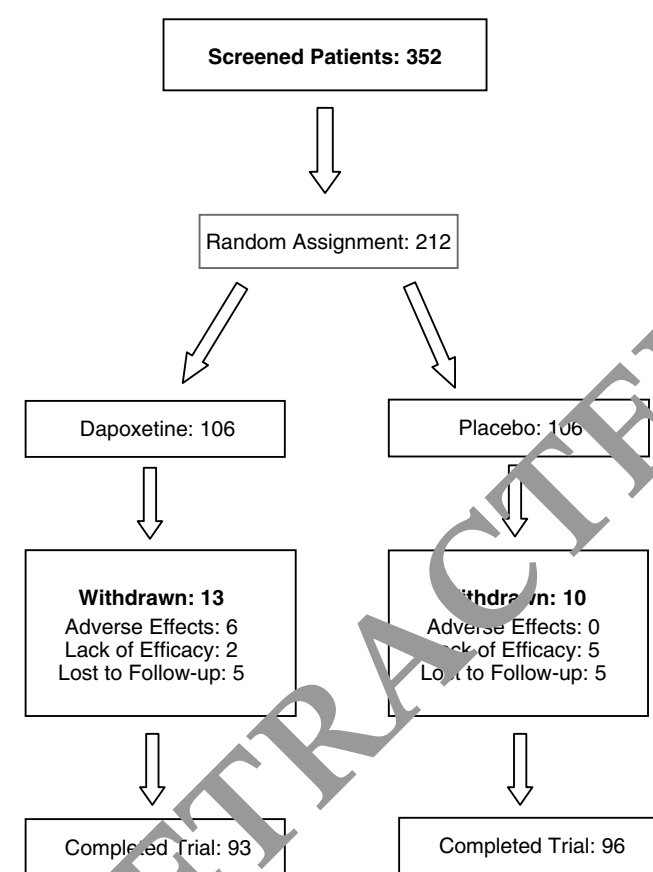 Screened Patients: 352
Random Assignment: 212
Dapoxetine: 106
Placebo: 106
Withdrawn: 13
Adverse Effects: 6
Lack of Efficacy: 2
Lost to Follow-up: 5
Withdrawn: 10
Adverse Effects: 0
Lack of Efficacy: 5
Lost to Follow-up: 5
Completed Trial: 93
Completed Trial: 96
ETRACTE